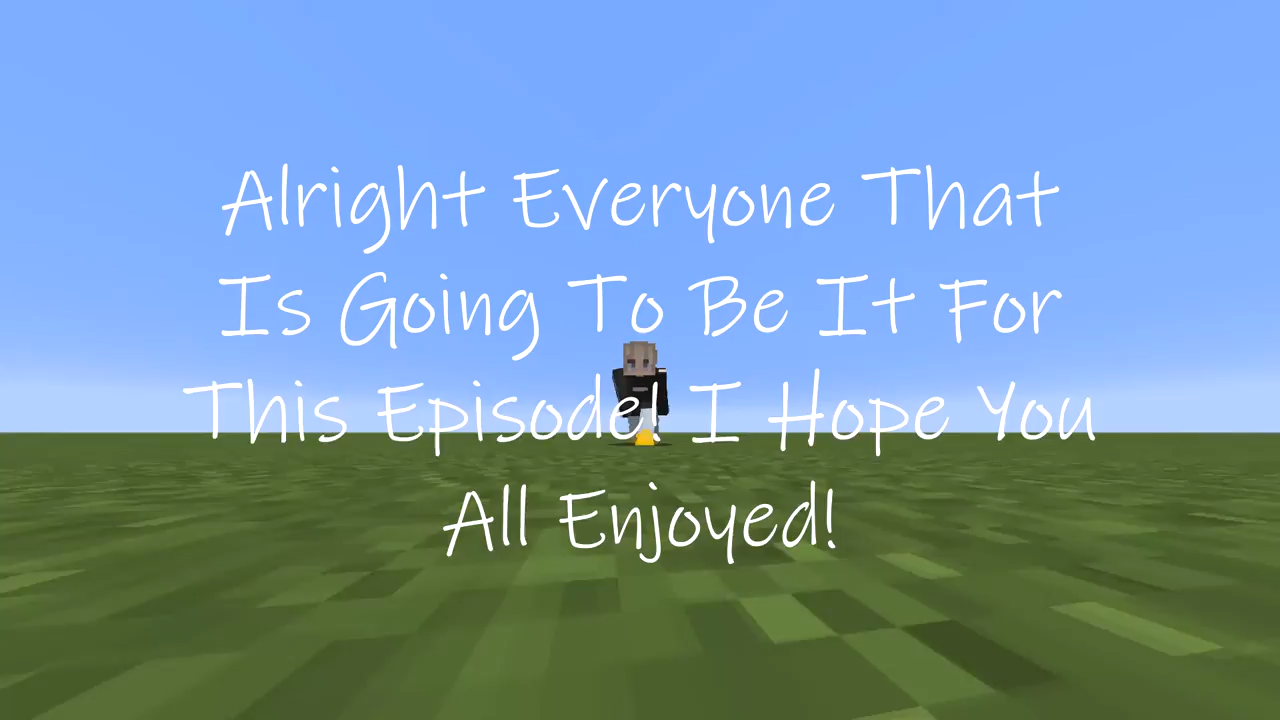 Alright Everyone That
Is Going To Be It For
This Episode! I Hope You
All Enjoyed!